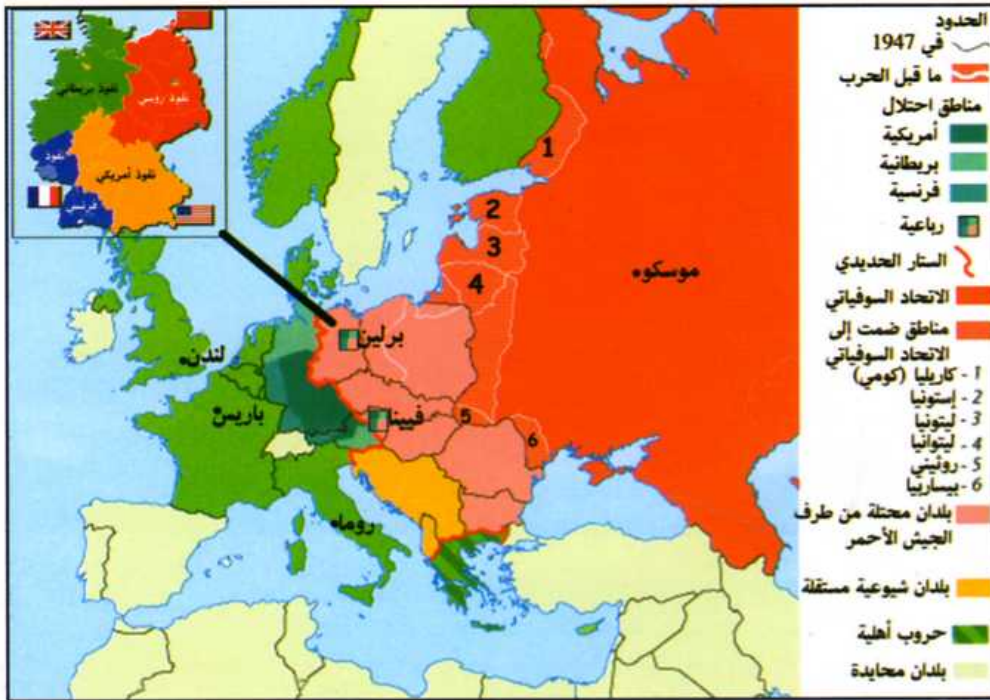 نفوذ بريطاني
نفوذ روسي
نفوذ
فرنسي
نفوذ أمريكي
1
2
3
4
5
6
موسكو
برلين
لندن
باريس
فيينا
روما
الحدود
في 1947
ما قبل الحرب
مناطق احتلال
أمريكية
بريطانية
فرنسية
رباعية
الستار الحديدي
الاتحاد السوفياتي
مناطق ضمت إلى
الاتحاد السوفياتي
1 - كاريليا (كومي)
2 - إستونيا
3 - ليتونيا
4 - ليتوانيا
5 - روثيني
6 - بيساربيا
بلدان محتلة من طرف
الجيش الأحمر
بلدان شيوعية مستقلة
حروب أهلية
بلدان محايدة